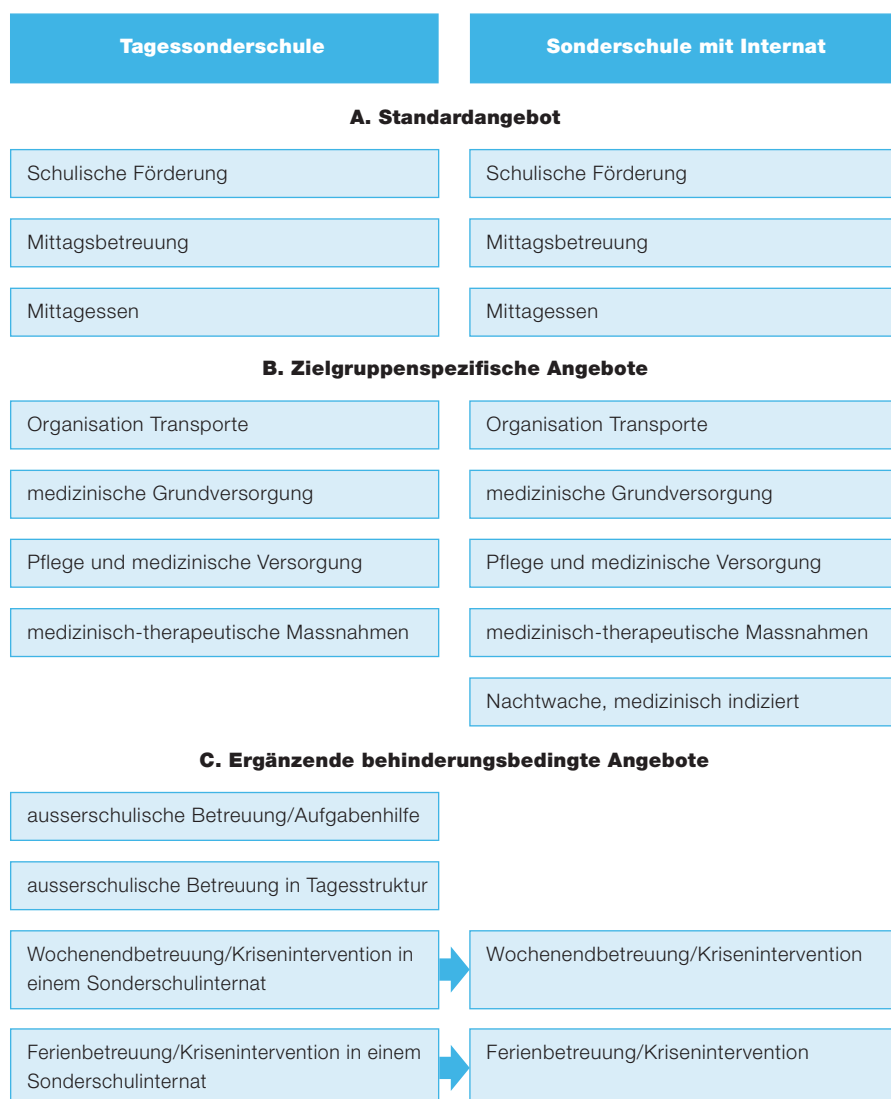 Tagessonderschule
Sonderschule mit Internat
A. Standardangebot
Schulische Förderung
Schulische Förderung
Mittagsbetreuung
Mittagsbetreuung
Mittagessen
Mittagessen
B. Zielgruppenspezifische Angebote
Organisation Transporte
Organisation Transporte
medizinische Grundversorgung
medizinische Grundversorgung
Pflege und medizinische Versorgung
Pflege und medizinische Versorgung
medizinisch-therapeutische Massnahmen
medizinisch-therapeutische Massnahmen
Nachtwache, medizinisch indiziert
C. Ergänzende behinderungsbedingte Angebote
ausserschulische Betreuung/Aufgabenhilfe
ausserschulische Betreuung in Tagesstruktur
Wochenendbetreuung/Krisenintervention in
einem Sonderschulinternat
Wochenendbetreuung/Krisenintervention
Ferienbetreuung/Krisenintervention in einem
Sonderschulinternat
Ferienbetreuung/Krisenintervention